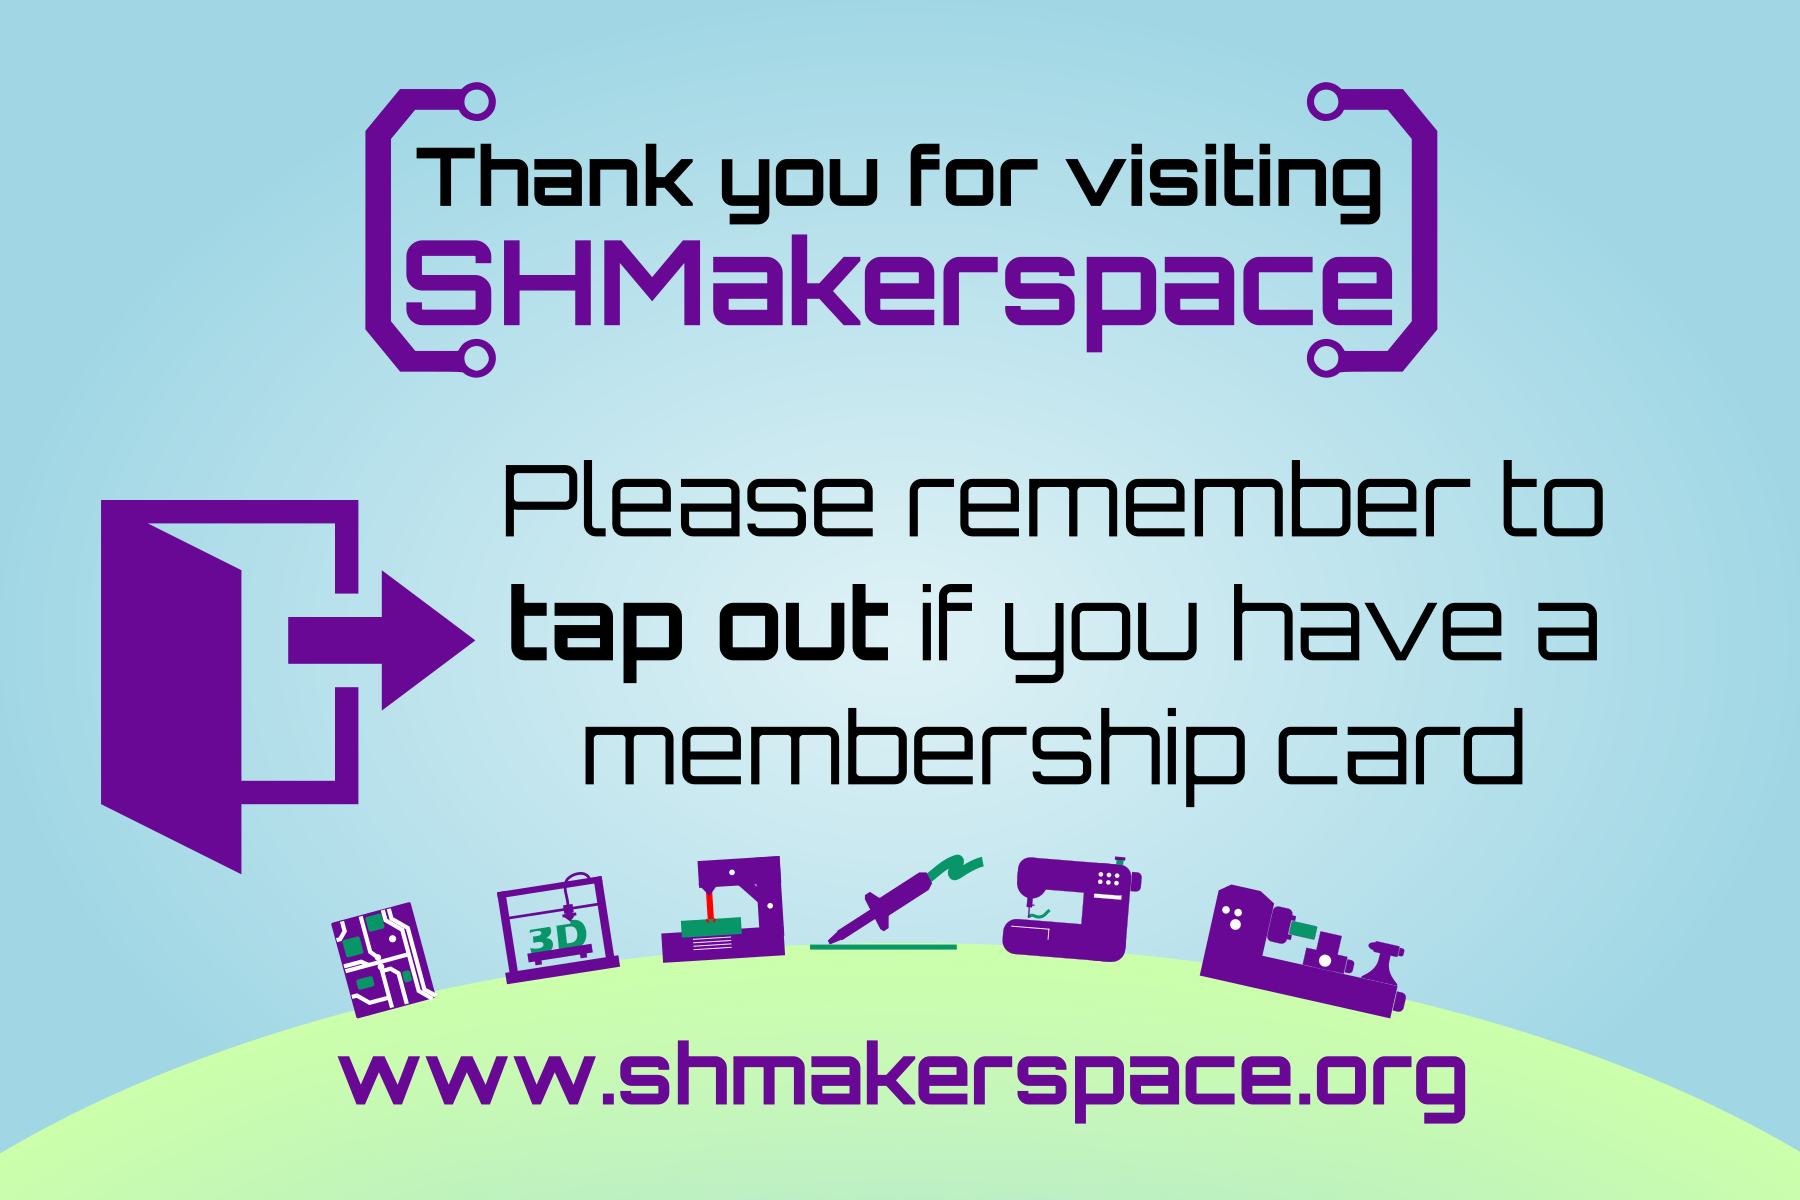 Thank you for visiting
SHMakerspace
Please remember to
tap out if you have a
membership card
3D
www.shmakerspace.org